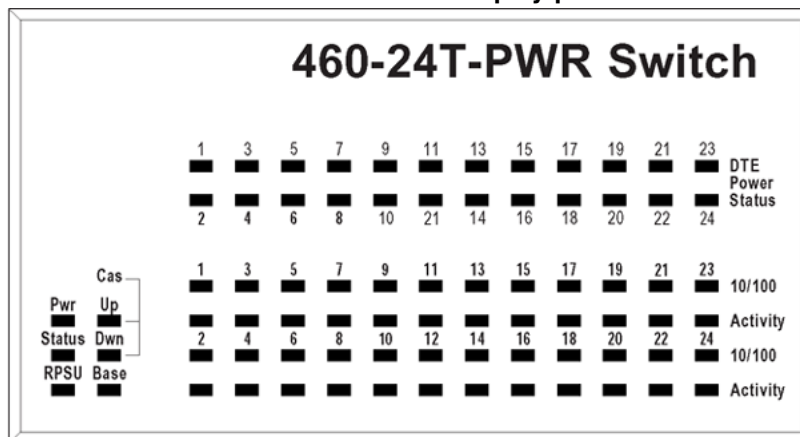 460-24T-PWR Switch
1 3 5 7 9 11 13 15 17 19 21 23
DTE
Power
Status
2 4 6 8 10 21 14 16 18 20 22 24
Cas
1 3 5 7 9 11 13 15 17 19 21 23
10/100
Pwr Up
Activity
Status Dwn
2 4 6 8 10 12 14 16 18 20 22 24
10/100
RPSU Base
Activity